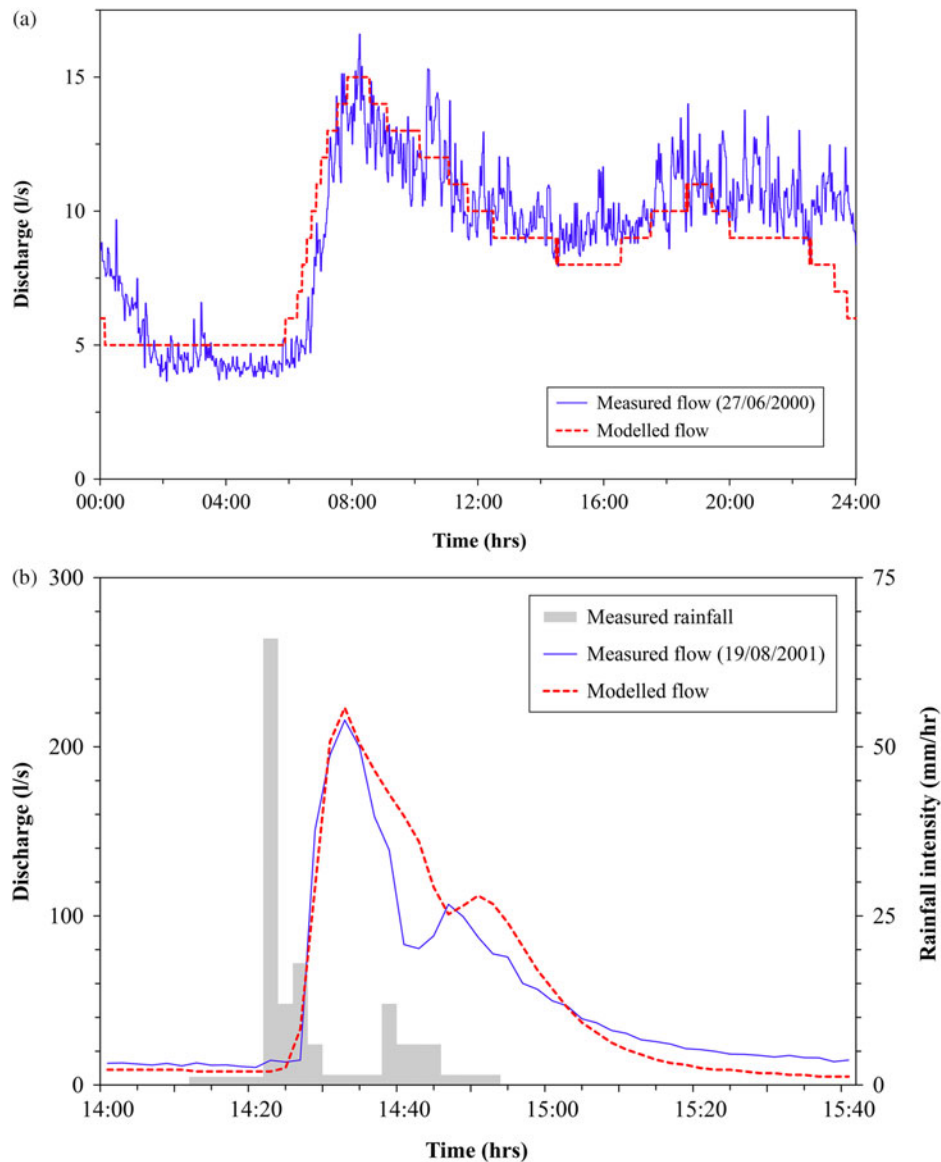 (a)
15
10
5
0
Discharge (l/s)
Measured flow (27/06/2000)
Modelled flow
00:00 04:00 08:00 12:00 16:00 20:00 24:00
Time (hrs)
(b)
300
200
100
0
Discharge (l/s)
Measured rainfall
Measured flow (19/08/2001)
Modelled flow
75
50
25
0
Rainfall intensity (mm/hr)
14:00 14:20 14:40 15:00 15:20 15:40
Time (hrs)